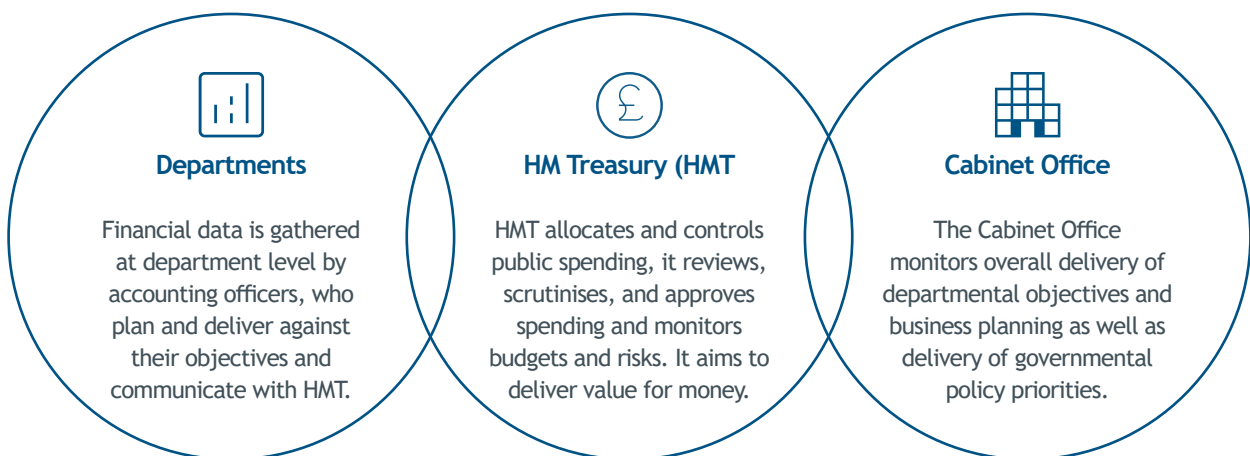 Departments
Financial data is gathered
at department level by
accounting officers, who
plan and deliver against
their objectives and
communicate with HMT.
£
HM Treasury (HMT
HMT allocates and controls
public spending, it reviews,
scrutinises, and approves
spending and monitors
budgets and risks. It aims to
deliver value for money.
Cabinet Office
The Cabinet Office
monitors overall delivery of
departmental objectives and
business planning as well as
delivery of governmental
policy priorities.